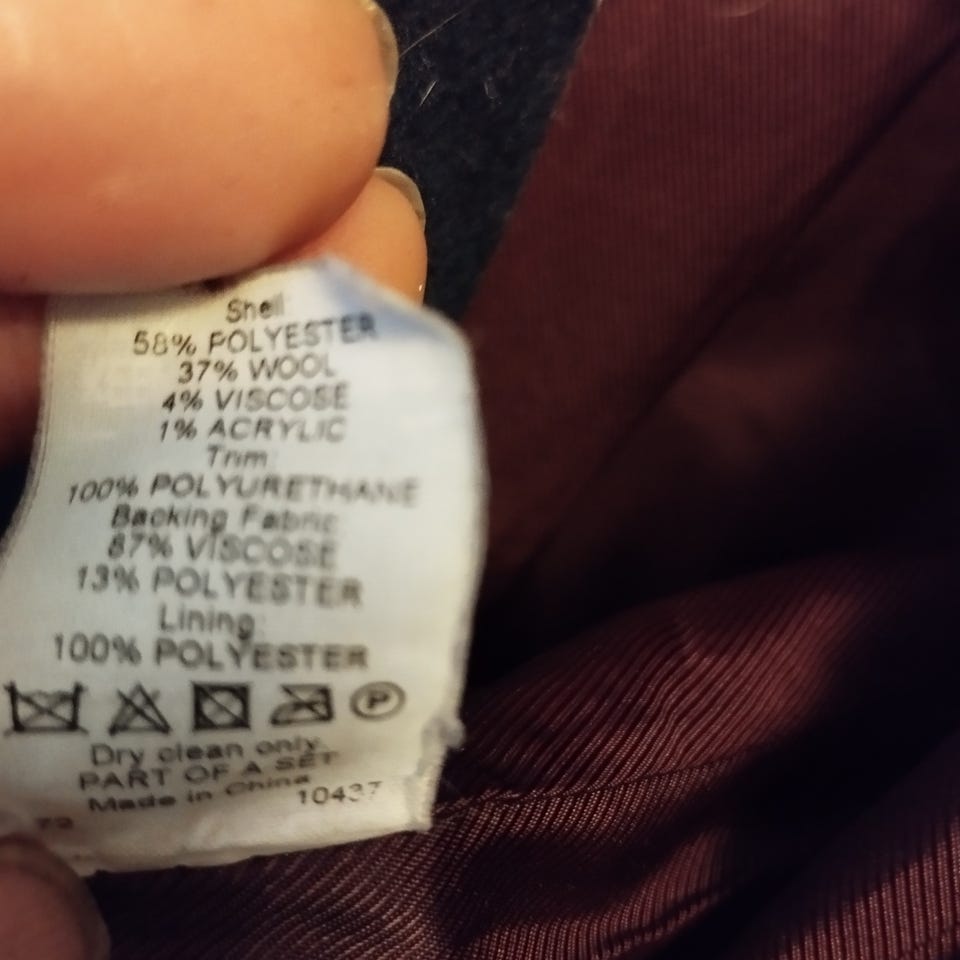 Shell
58% POLYESTER
37% WOOL
4% VISCOSE
1% ACRYLIC
Trim:
100% POLYURETHANE
Backing Fabric
87% VISCOSE
13% POLYESTER
Lining:
100% POLYESTER
P
Dry clean only.
PART OF A SET
Made in China
10437